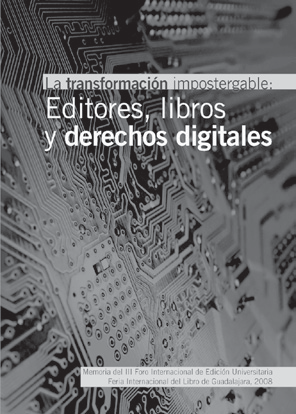 La transformación impostergable:
Editores, libros
y derechos digitales
Memoria del III Foro Internacional de Edición Universitaria
Feria Internacional del Libro de Guadalajara, 2008